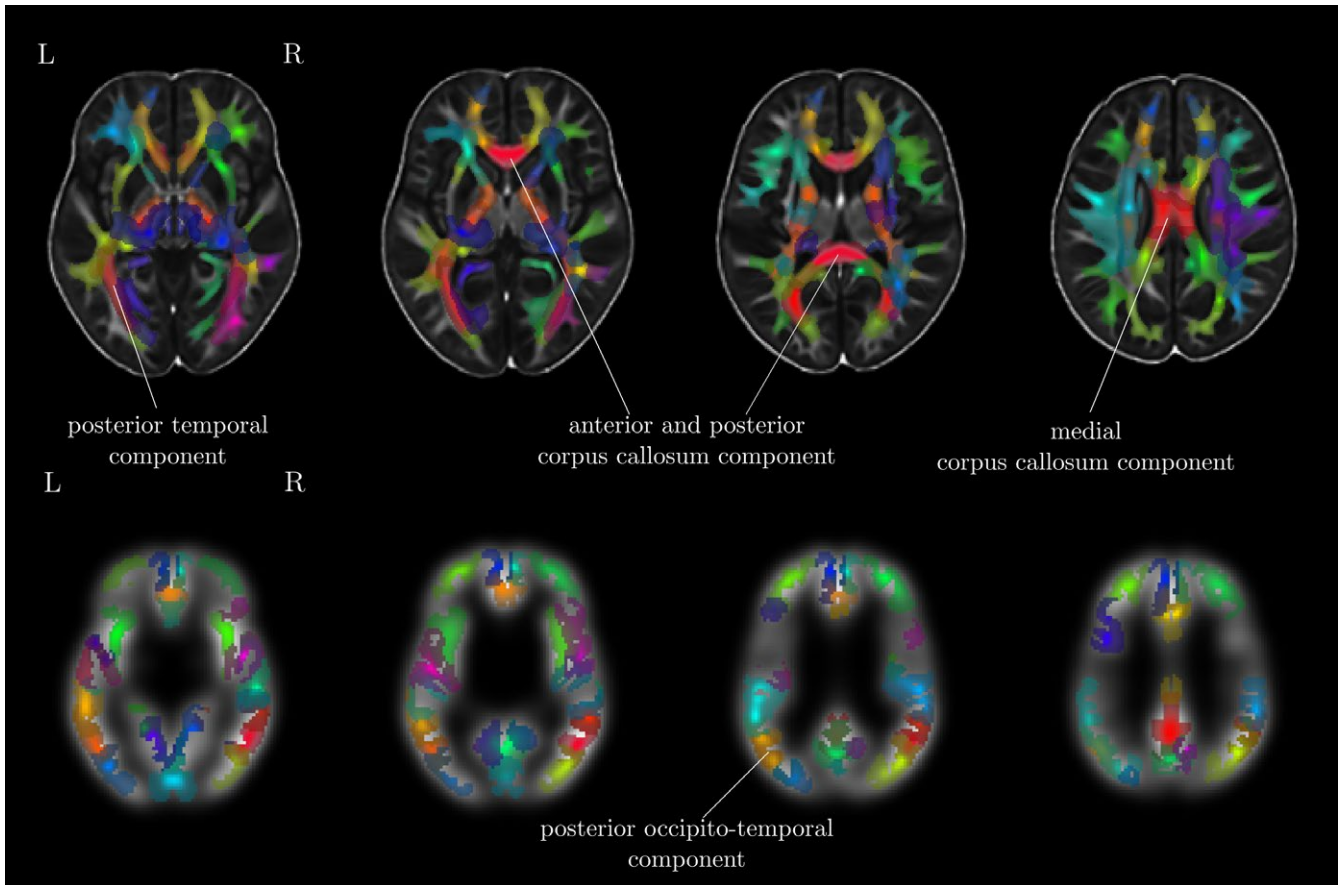 L
R
posterior temporal
component
anterior and posterior
corpus callosum component
medial
corpus callosum component
L
R
posterior occipito-temporal
component